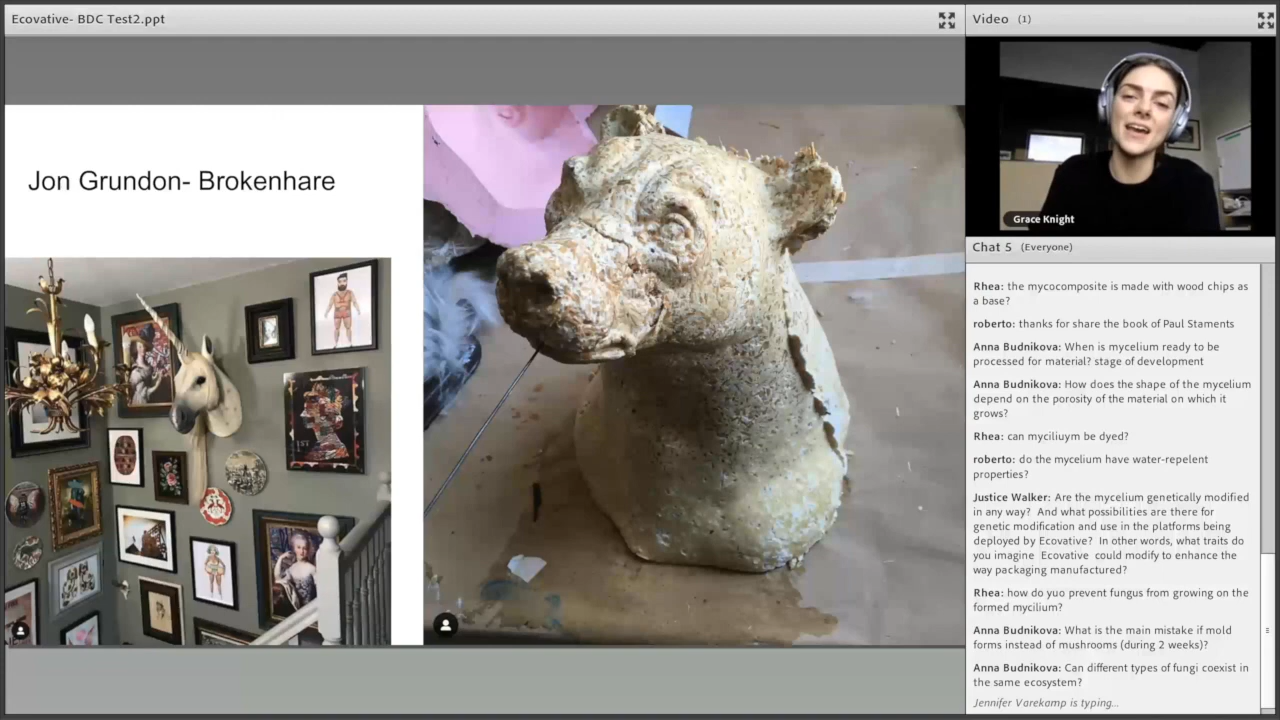 Ecovative- BDC Test2.ppt
Jon Grundon- Brokenhare
Video (1)
Grace Knight
Chat 5 (Everyone)
Rhea: the mycocomposite is made with wood chips as
a base?
roberto: thanks for share the book of Paul Staments
Anna Budnikova: When is mycelium ready to be
processed for material? stage of development
Anna Budnikova: How does the shape of the mycelium
depend on the porosity of the material on which it
grows?
Rhea: can myciliuym be dyed?
roberto: do the mycelium have water-repelent
properties?
Justice Walker: Are the mycelium genetically modified
in any way? And what possibilities are there for
genetic modification and use in the platforms being
deployed by Ecovative? In other words, what traits do
you imagine Ecovative could modify to enhance the
way packaging manufactured?
Rhea: how do yuo prevent fungus from growing on the
formed mycilium?
Anna Budnikova: What is the main mistake if mold
forms instead of mushrooms (during 2 weeks)?
Anna Budnikova: Can different types of fungi coexist in
the same ecosystem?
Jennifer Varekamp is typing...